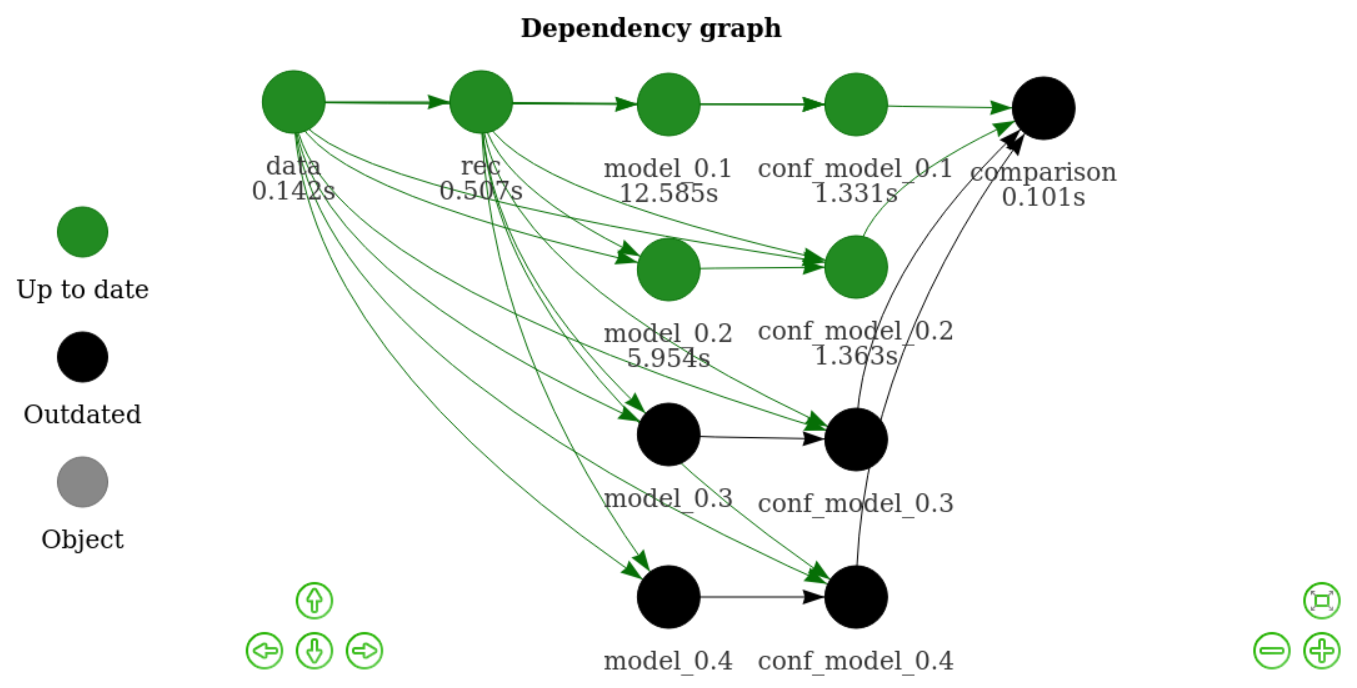 Dependency graph
data
0.142s
rec
0.507s
model_0.1
12.585s
conf_model_0.1
1.331s
comparison
0.101s
Up to date
model_0.2
5.954s
conf_model_0.2
1.363s
Outdated
model_0.3
conf_model_0.3
Object
model_0.4
conf_model_0.4